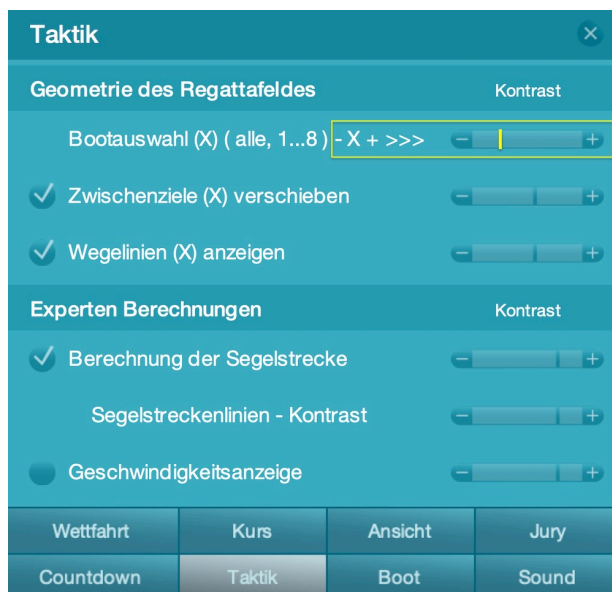 Taktik
Geometrie des Regattafeldes Kontrast
Bootauswahl (X) ( alle, 1...8 ) - X + >>> - +
Zwischenziele (X) verschieben - +
Wegelinien (X) anzeigen - +
Experten Berechnungen Kontrast
Berechnung der Segelstrecke - +
Segelstreckenlinien - Kontrast - +
Geschwindigkeitsanzeige - +
Wettfahrt Kurs Ansicht Jury
Countdown Taktik Boot Sound